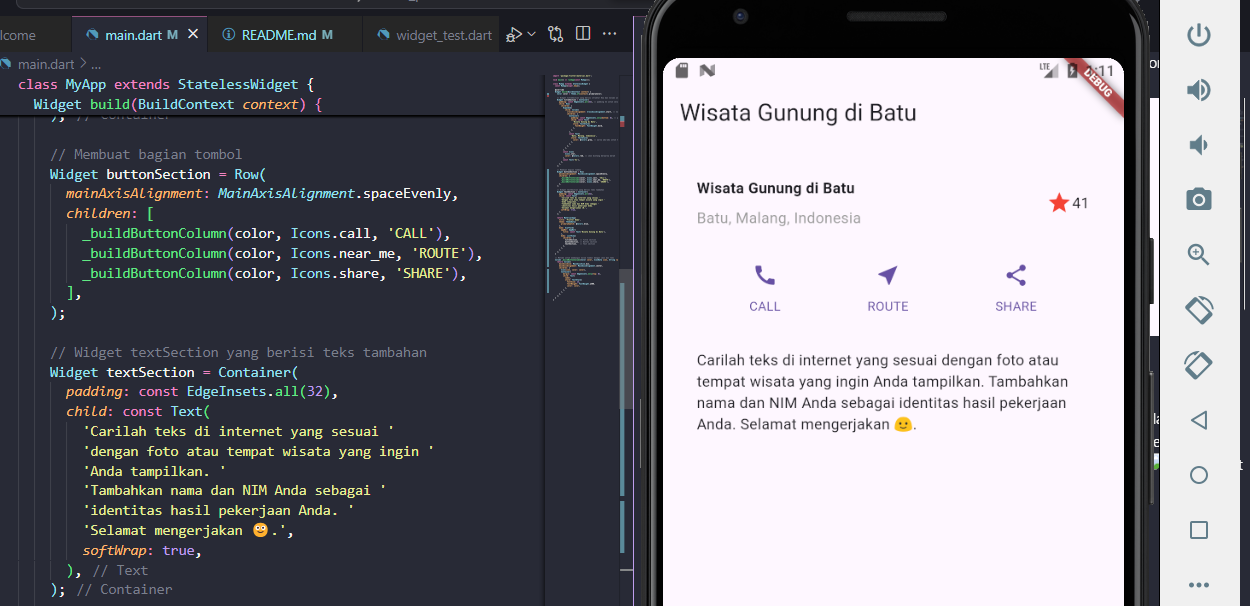 lcome
main.dart M
README.md M
widget_test.dart
main.dart > ...
class MyApp extends StatelessWidget {
Widget build(BuildContext context) {
); // Container
// Membuat bagian tombol
Widget buttonSection = Row(
mainAxisAlignment: MainAxisAlignment.spaceEvenly,
children: [
_buildButtonColumn(color, Icons.call, 'CALL'),
_buildButtonColumn(color, Icons.near_me, 'ROUTE'),
_buildButtonColumn(color, Icons.share, 'SHARE'),
],
);
// Widget textSection yang berisi teks tambahan
Widget textSection = Container(
padding: const EdgeInsets.all(32),
child: const Text(
'Carilah teks di internet yang sesuai '
'dengan foto atau tempat wisata yang ingin '
'Anda tampilkan. '
'Tambahkan nama dan NIM Anda sebagai '
'identitas hasil pekerjaan Anda. '
'Selamat mengerjakan 🙂.',
softWrap: true,
), // Text
); // Container
LTE
:11
DEBUG
Wisata Gunung di Batu
Wisata Gunung di Batu
Batu, Malang, Indonesia
41
CALL
ROUTE
SHARE
Carilah teks di internet yang sesuai dengan foto atau
tempat wisata yang ingin Anda tampilkan. Tambahkan
nama dan NIM Anda sebagai identitas hasil pekerjaan
Anda. Selamat mengerjakan 🙂.